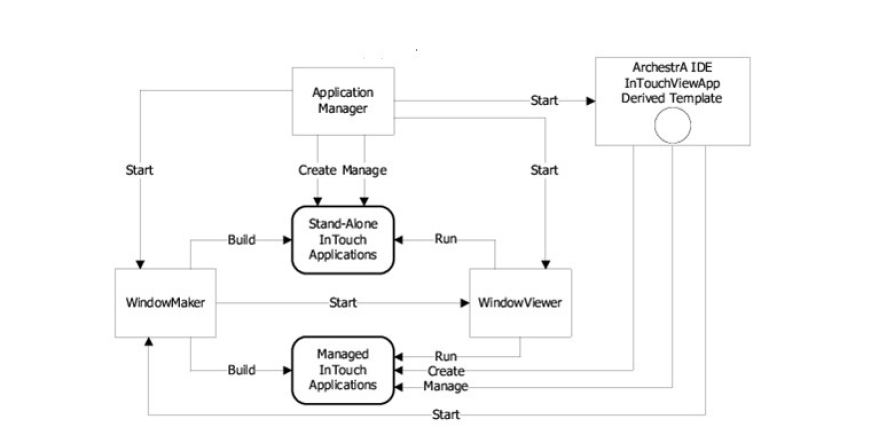 ArchestrA IDE
InTouchViewApp
Derived Template
Application
Manager
Start
Start
Create Manage
Start
Stand-Alone
InTouch
Applications
Build
Run
WindowMaker
Start
WindowViewer
Managed
InTouch
Applications
Build
Run
Create
Manage
Start